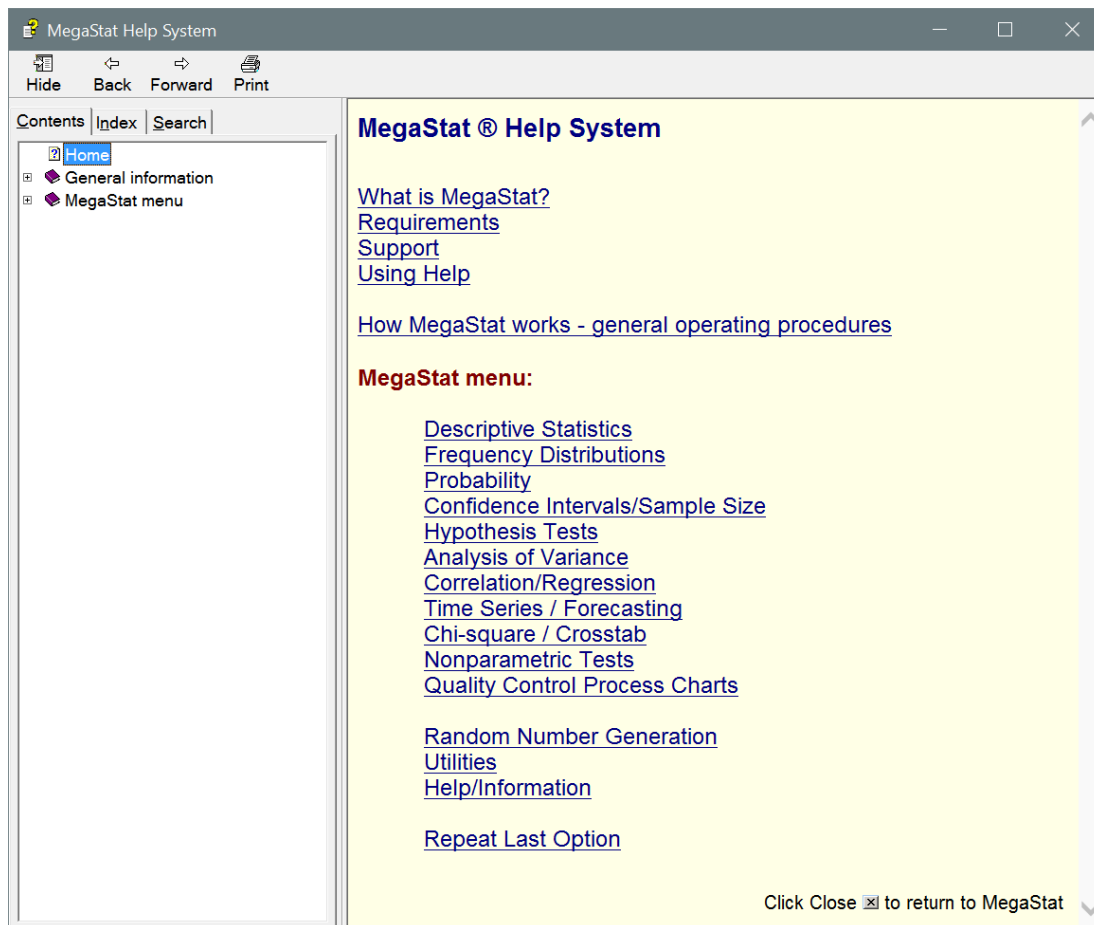 MegaStat Help System
Hide Back Forward Print
Contents Index Search
Home
General information
MegaStat menu
MegaStat ® Help System
What is MegaStat?
Requirements
Support
Using Help
How MegaStat works - general operating procedures
MegaStat menu:
Descriptive Statistics
Frequency Distributions
Probability
Confidence Intervals/Sample Size
Hypothesis Tests
Analysis of Variance
Correlation/Regression
Time Series / Forecasting
Chi-square / Crosstab
Nonparametric Tests
Quality Control Process Charts
Random Number Generation
Utilities
Help/Information
Repeat Last Option
Click Close x to return to MegaStat